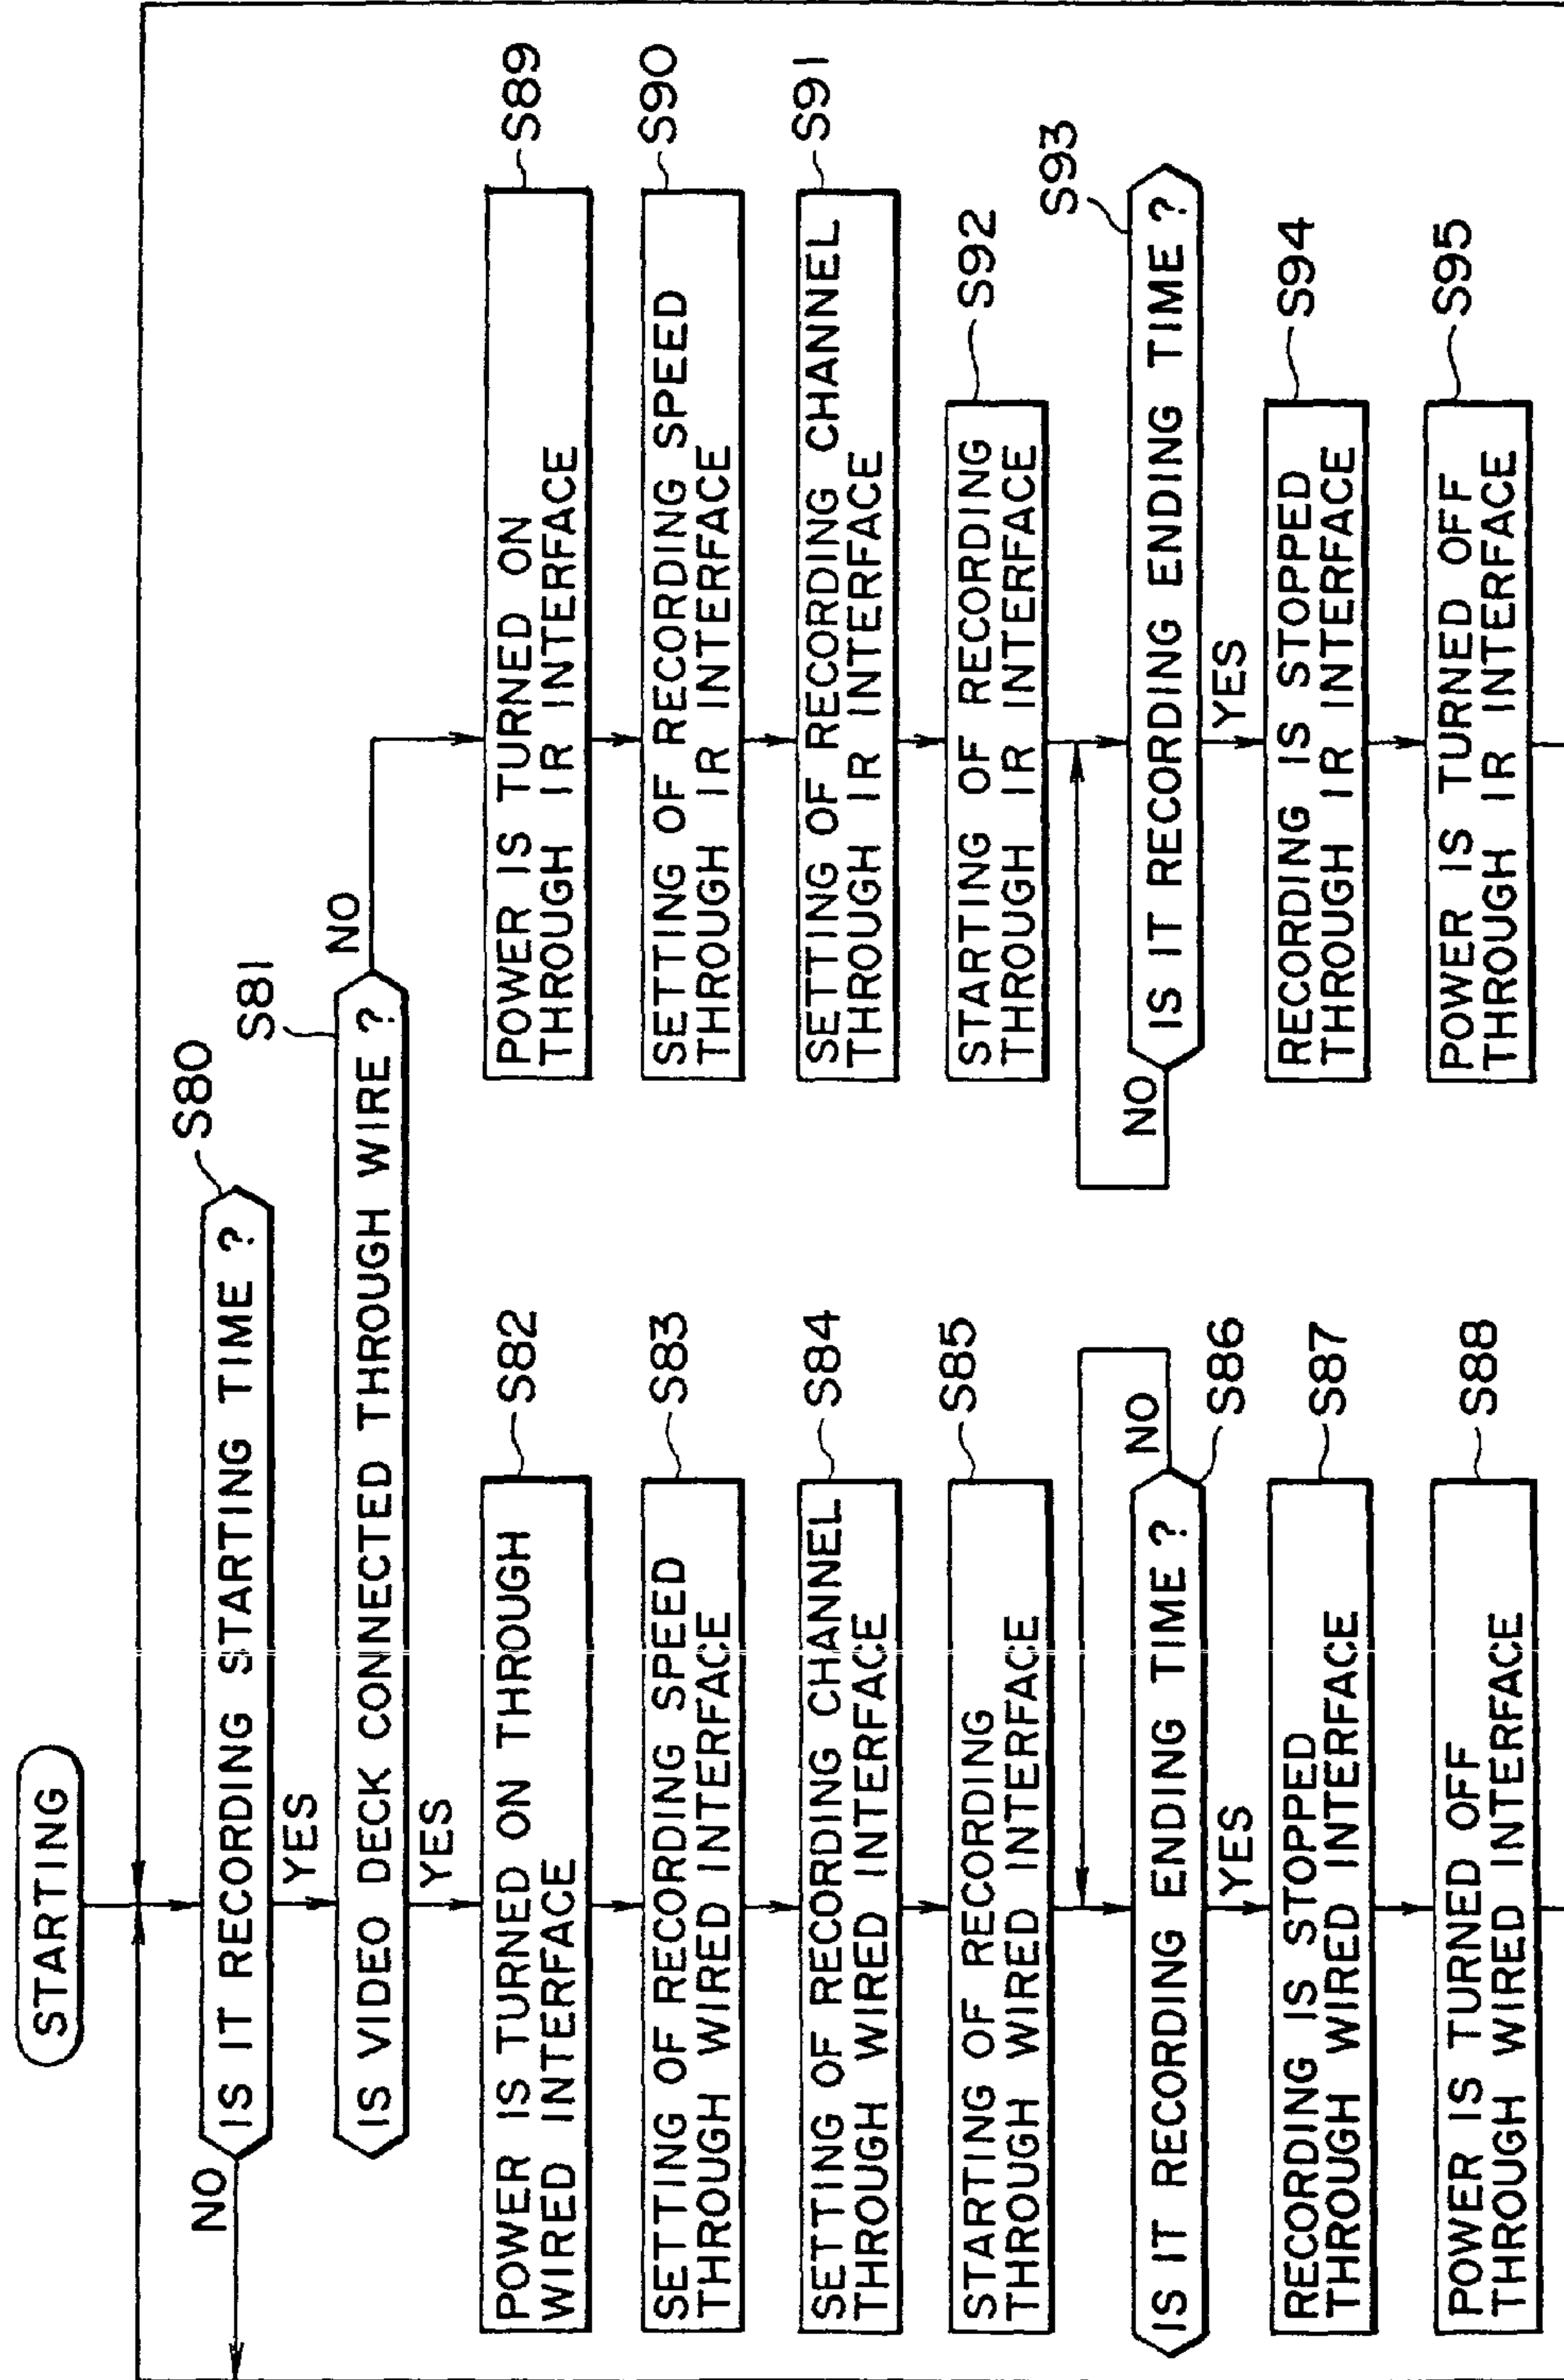 STARTING
IS IT RECORDING STARTING TIME ?
S80
NO
YES
IS VIDEO DECK CONNECTED THROUGH WIRE ?
S81
NO
YES
POWER IS TURNED ON THROUGH
WIRED INTERFACE
S82
SETTING OF RECORDING SPEED
THROUGH WIRED INTERFACE
S83
SETTING OF RECORDING CHANNEL
THROUGH WIRED INTERFACE
S84
STARTING OF RECORDING
THROUGH WIRED INTERFACE
S85
IS IT RECORDING ENDING TIME ?
NO
S86
YES
RECORDING IS STOPPED
THROUGH WIRED INTERFACE
S87
POWER IS TURNED OFF
THROUGH WIRED INTERFACE
S88
POWER IS TURNED ON
THROUGH IR INTERFACE
S89
SETTING OF RECORDING SPEED
THROUGH IR INTERFACE
S90
SETTING OF RECORDING CHANNEL
THROUGH IR INTERFACE
S91
STARTING OF RECORDING
THROUGH IR INTERFACE
S92
NO
IS IT RECORDING ENDING TIME ?
S93
YES
RECORDING IS STOPPED
THROUGH IR INTERFACE
S94
POWER IS TURNED OFF
THROUGH IR INTERFACE
S95